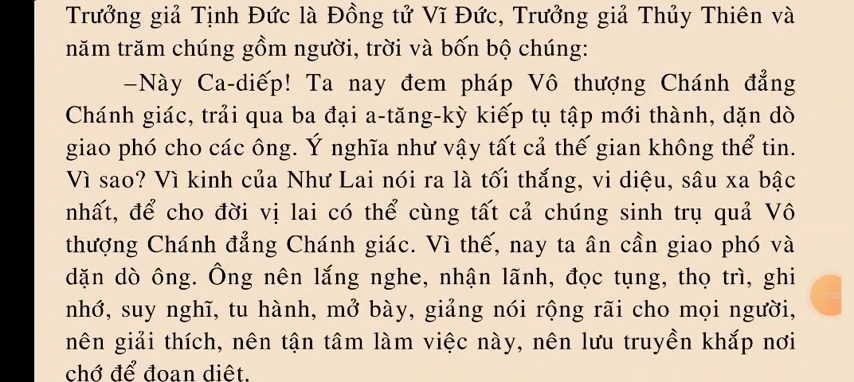 Trưởng giả Tịnh Đức là Đồng tử Vĩ Đức, Trưởng giả Thủy Thiên và
năm trăm chúng gồm người, trời và bốn bộ chúng:
–Này Ca-diếp! Ta nay đem pháp Vô thượng Chánh đẳng
Chánh giác, trải qua ba đại a-tăng-kỳ kiếp tụ tập mới thành, dặn dò
giao phó cho các ông. Ý nghĩa như vậy tất cả thế gian không thể tin.
Vì sao? Vì kinh của Như Lai nói ra là tối thắng, vi diệu, sâu xa bậc
nhất, để cho đời vị lai có thể cùng tất cả chúng sinh trụ quả Vô
thượng Chánh đẳng Chánh giác. Vì thế, nay ta ân cần giao phó và
dặn dò ông. Ông nên lắng nghe, nhận lãnh, đọc tụng, thọ trì, ghi
nhớ, suy nghĩ, tu hành, mở bày, giảng nói rộng rãi cho mọi người,
nên giải thích, nên tận tâm làm việc này, nên lưu truyền khắp nơi
chớ để đoạn diệt.